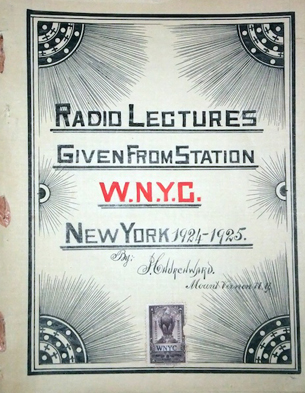 RADIO LECTURES
GIVEN FROM STATION
W.N.Y.C.
NEW YORK 1924-1925.
By:
Mount Vernon N.Y.
WNYC